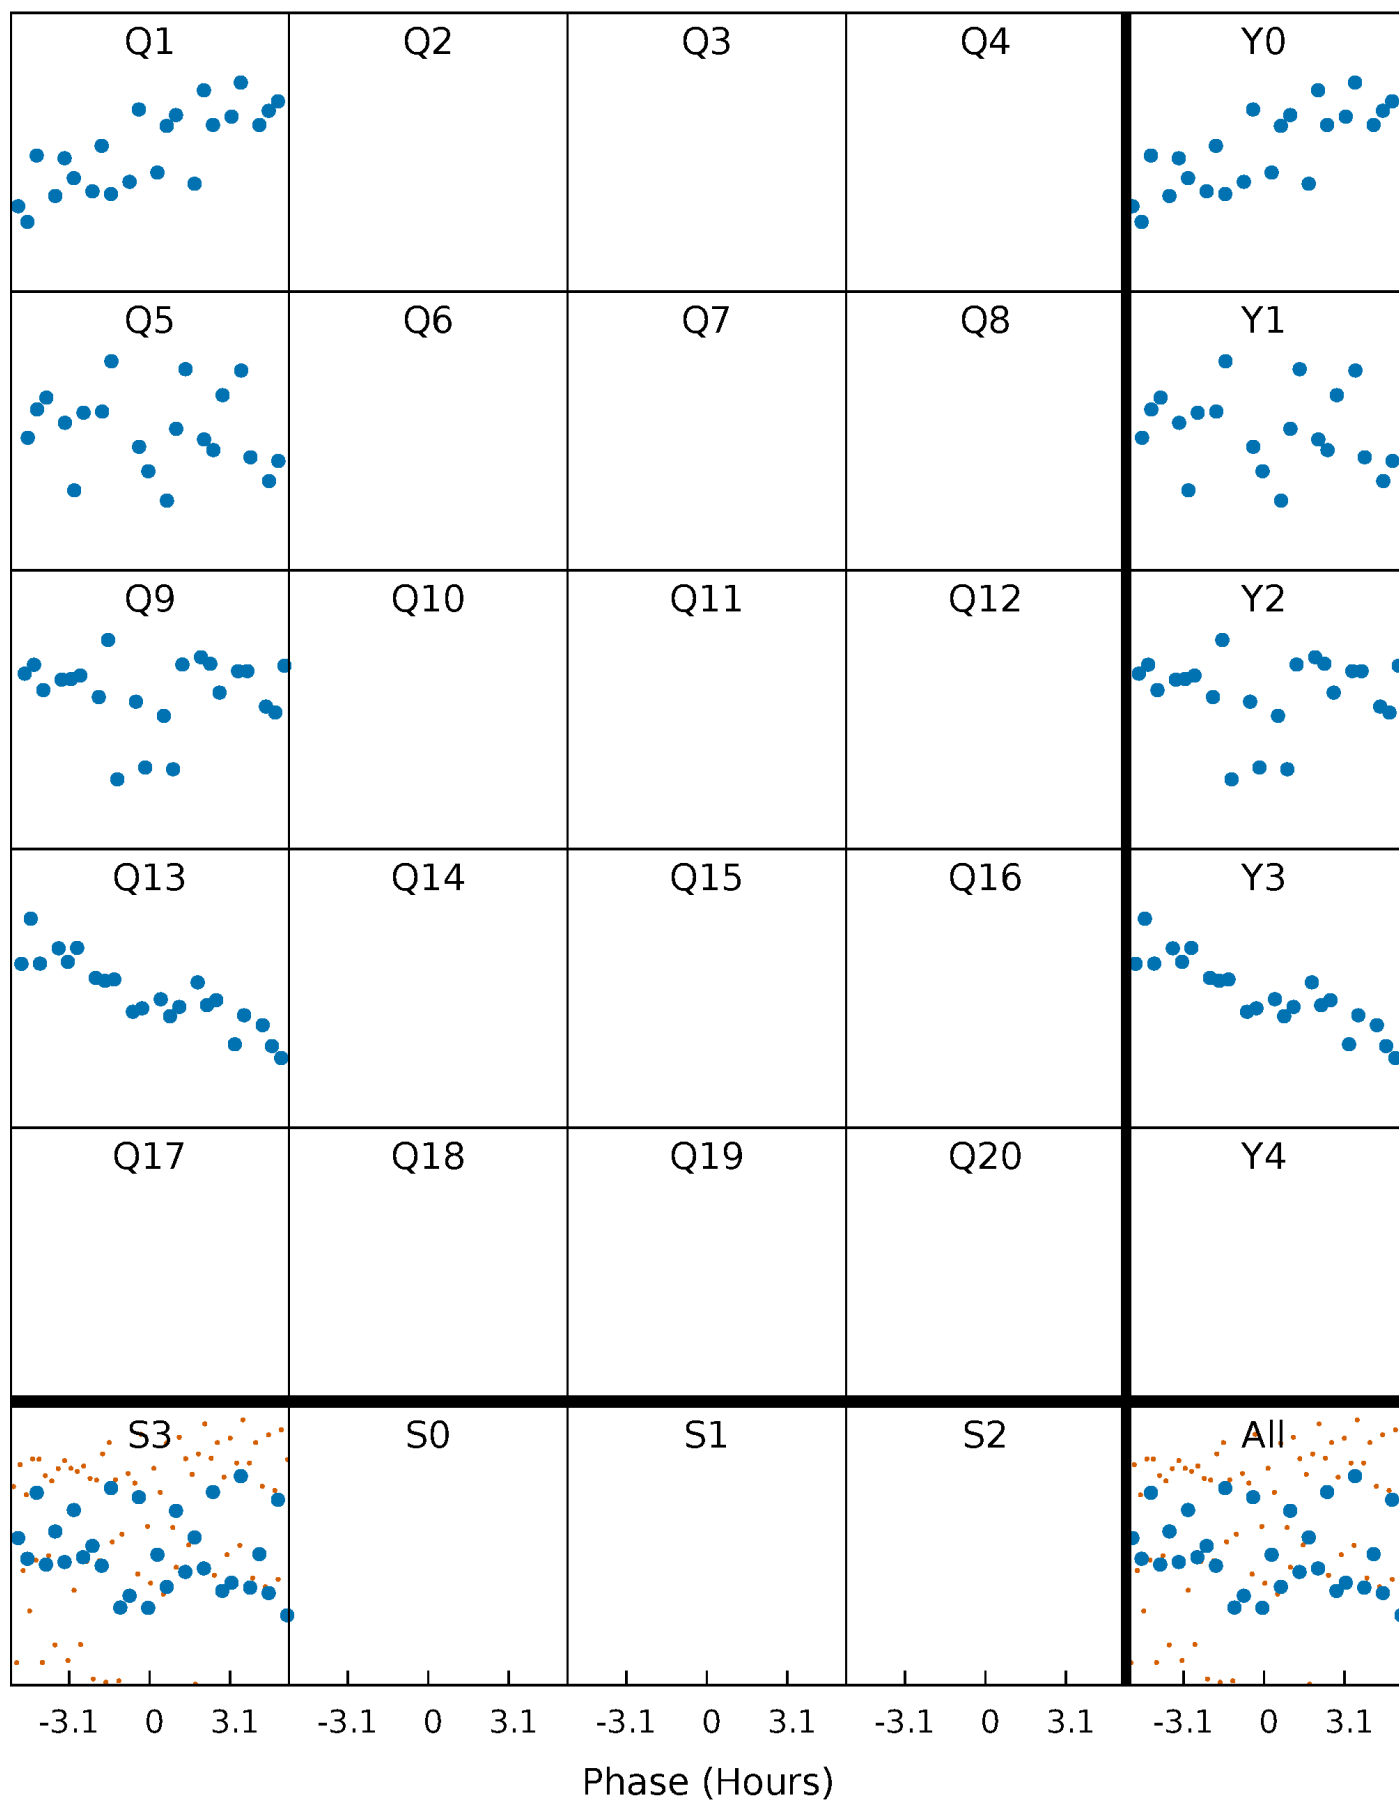 Q1 Q2 Q3 Q4 Y0
Q5 Q6 Q7 Q8 Y1
Q9 Q10 Q11 Q12 Y2
Q13 Q14 Q15 Q16 Y3
Q17 Q18 Q19 Q20 Y4
S3 S0 S1 S2 All
-3.1 0 3.1 -3.1 0 3.1 -3.1 0 3.1 -3.1 0 3.1 -3.1 0 3.1
Phase (Hours)